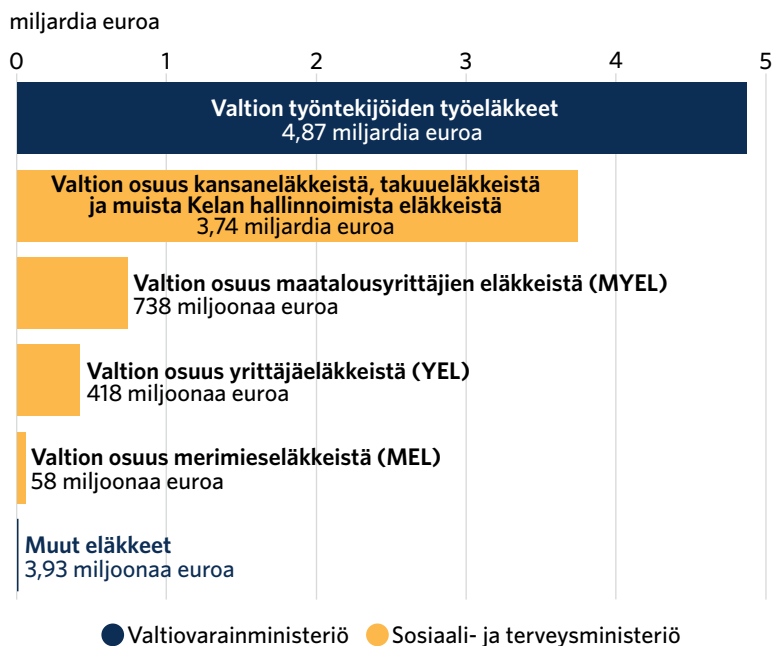 miljardia euroa
0 1 2 3 4 5
Valtion työntekijöiden työeläkkeet
4,87 miljardia euroa
Valtion osuus kansaneläkkeistä, takuueläkkeistä
ja muista Kelan hallinnoimista eläkkeistä
3,74 miljardia euroa
Valtion osuus maatalousyrittäjien eläkkeistä (MYEL)
738 miljoonaa euroa
Valtion osuus yrittäjäeläkkeistä (YEL)
418 miljoonaa euroa
Valtion osuus merimieseläkkeistä (MEL)
58 miljoonaa euroa
Muut eläkkeet
3,93 miljoonaa euroa
Valtiovarainministeriö Sosiaali- ja terveysministeriö